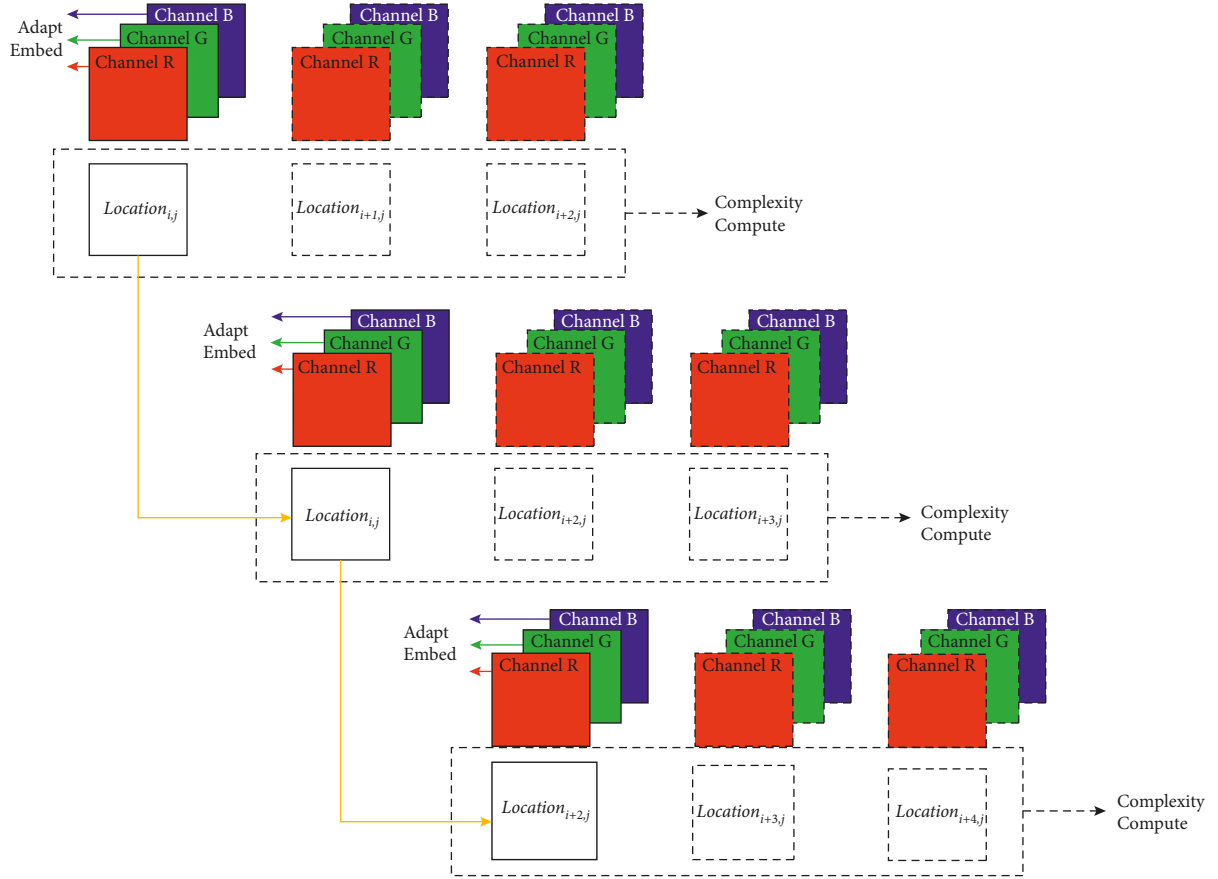 Channel B
Channel B
Channel B
Adapt
Embed
Channel G
Channel G
Channel G
Channel R
Channel R
Channel R
Location_{i,j}
Location_{i+1,j}
Location_{i+2,j}
Complexity
Compute
Channel B
Channel B
Channel B
Adapt
Embed
Channel G
Channel G
Channel G
Channel R
Channel R
Channel R
Location_{i,j}
Location_{i+2,j}
Location_{i+3,j}
Complexity
Compute
Channel B
Channel B
Channel B
Adapt
Embed
Channel G
Channel G
Channel G
Channel R
Channel R
Channel R
Location_{i+2,j}
Location_{i+3,j}
Location_{i+4,j}
Complexity
Compute